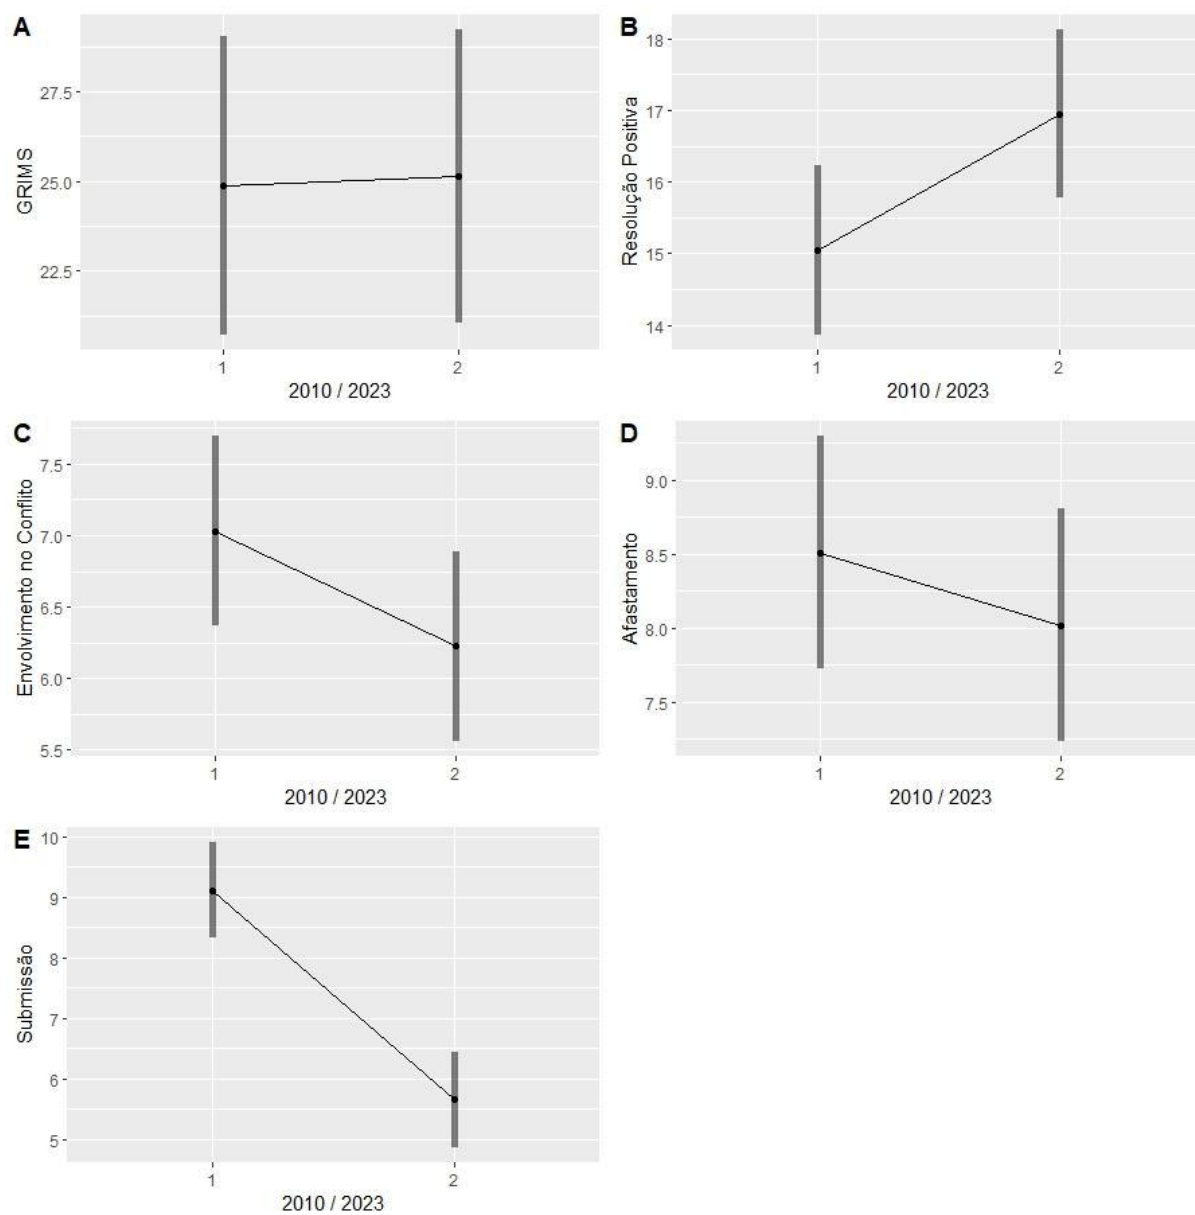 A
GRIMS
27.5
25.0
22.5
1
2
2010 / 2023
B
Resolução Positiva
18
17
16
15
14
1
2
2010 / 2023
C
Envolvimento no Conflito
7.5
7.0
6.5
6.0
5.5
1
2
2010 / 2023
D
Afastamento
9.0
8.5
8.0
7.5
1
2
2010 / 2023
E
Submissão
10
9
8
7
6
5
1
2
2010 / 2023